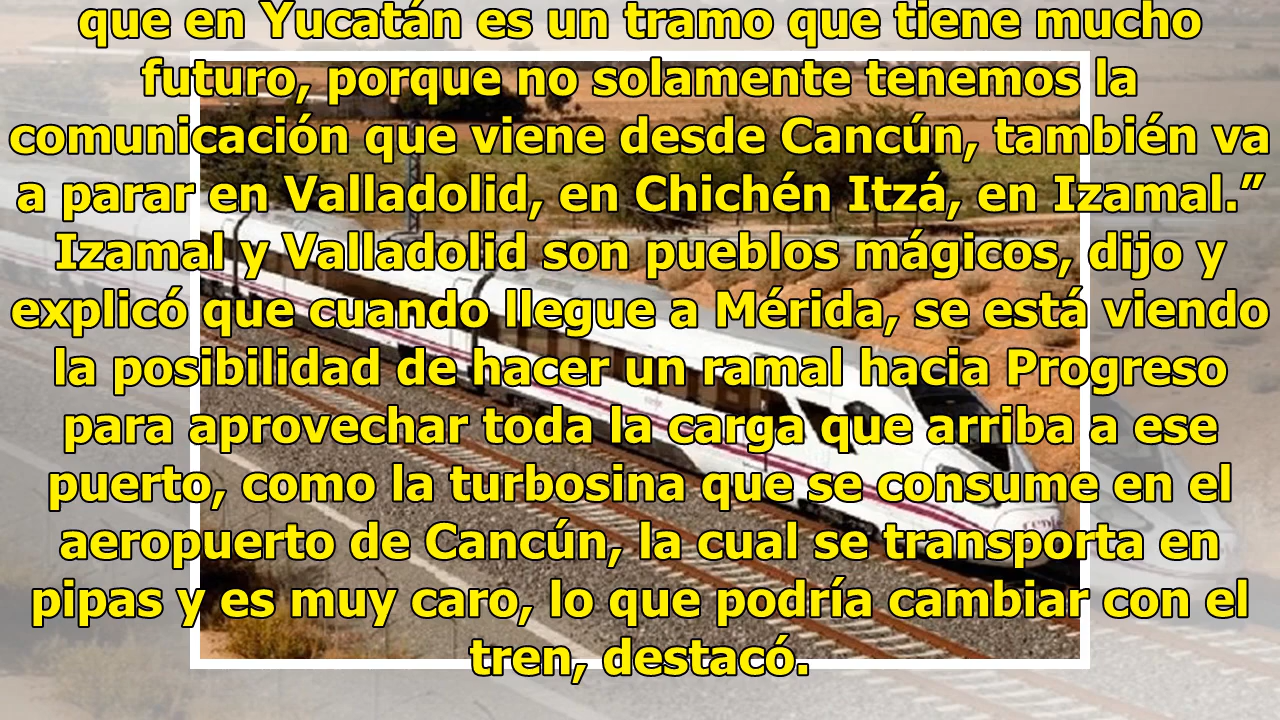 que en Yucatán es un tramo que tiene mucho
futuro, porque no solamente tenemos la
comunicación que viene desde Cancún, también va
a parar en Valladolid, en Chichén Itzá, en Izamal.”
Izamal y Valladolid son pueblos mágicos, dijo y
explicó que cuando llegue a Mérida, se está viendo
la posibilidad de hacer un ramal hacia Progreso
para aprovechar toda la carga que arriba a ese
puerto, como la turbosina que se consume en el
aeropuerto de Cancún, la cual se transporta en
pipas y es muy caro, lo que podría cambiar con el
tren, destacó.